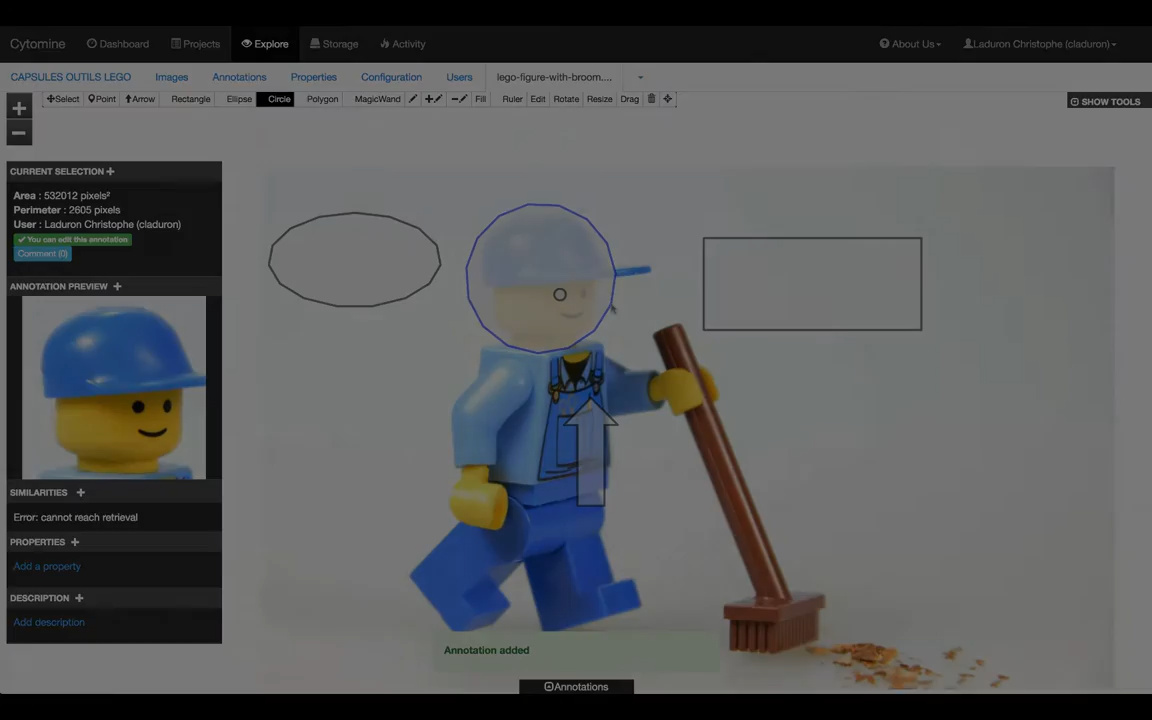 Cytomine Dashboard Projects Explore Storage Activity About Us Laduron Christophe (claduron)
CAPSULES OUTILS LEGO Images Annotations Properties Configuration Users lego-figure-with-broom....
Select Point Arrow Rectangle Ellipse Circle Polygon MagicWand Fill Ruler Edit Rotate Resize Drag
SHOW TOOLS
CURRENT SELECTION
Area : 532012 pixels²
Perimeter : 2605 pixels
User : Laduron Christophe (claduron)
You can edit this annotation
Comment (0)
ANNOTATION PREVIEW
SIMILARITIES
Error: cannot reach retrieval
PROPERTIES
Add a property
DESCRIPTION
Add description
Annotation added
Annotations